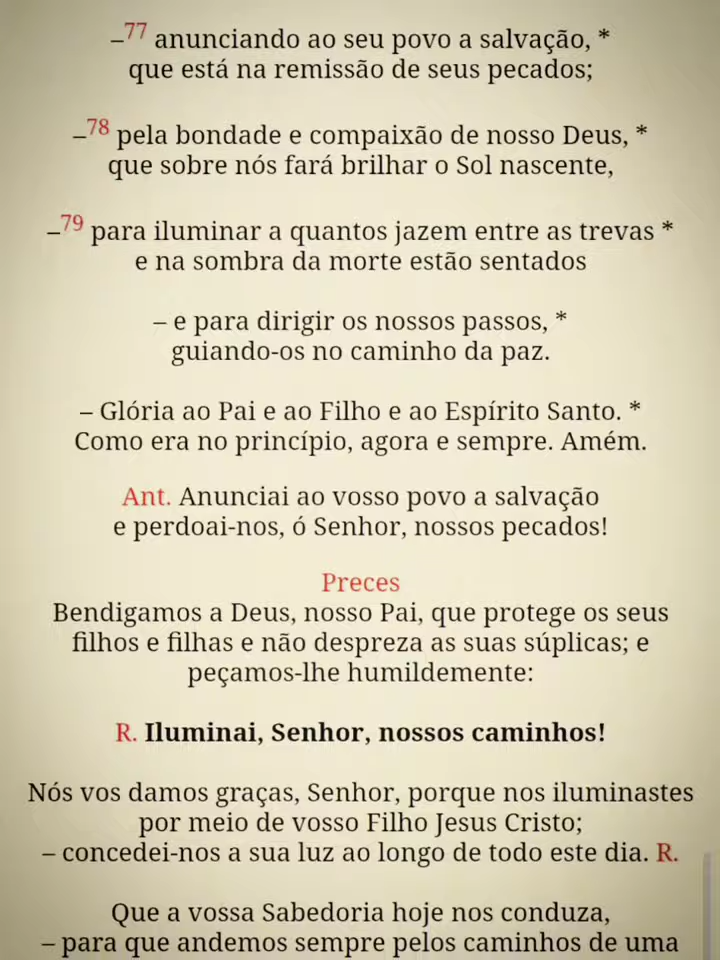 –77 anunciando ao seu povo a salvação, *
que está na remissão de seus pecados;
–78 pela bondade e compaixão de nosso Deus, *
que sobre nós fará brilhar o Sol nascente,
–79 para iluminar a quantos jazem entre as trevas *
e na sombra da morte estão sentados
– e para dirigir os nossos passos, *
guiando-os no caminho da paz.
– Glória ao Pai e ao Filho e ao Espírito Santo. *
Como era no princípio, agora e sempre. Amém.
Ant. Anunciai ao vosso povo a salvação
e perdoai-nos, ó Senhor, nossos pecados!
Preces
Bendigamos a Deus, nosso Pai, que protege os seus
filhos e filhas e não despreza as suas súplicas; e
peçamos-lhe humildemente:
R. Iluminai, Senhor, nossos caminhos!
Nós vos damos graças, Senhor, porque nos iluminastes
por meio de vosso Filho Jesus Cristo;
– concedei-nos a sua luz ao longo de todo este dia. R.
Que a vossa Sabedoria hoje nos conduza,
– para que andemos sempre pelos caminhos de uma